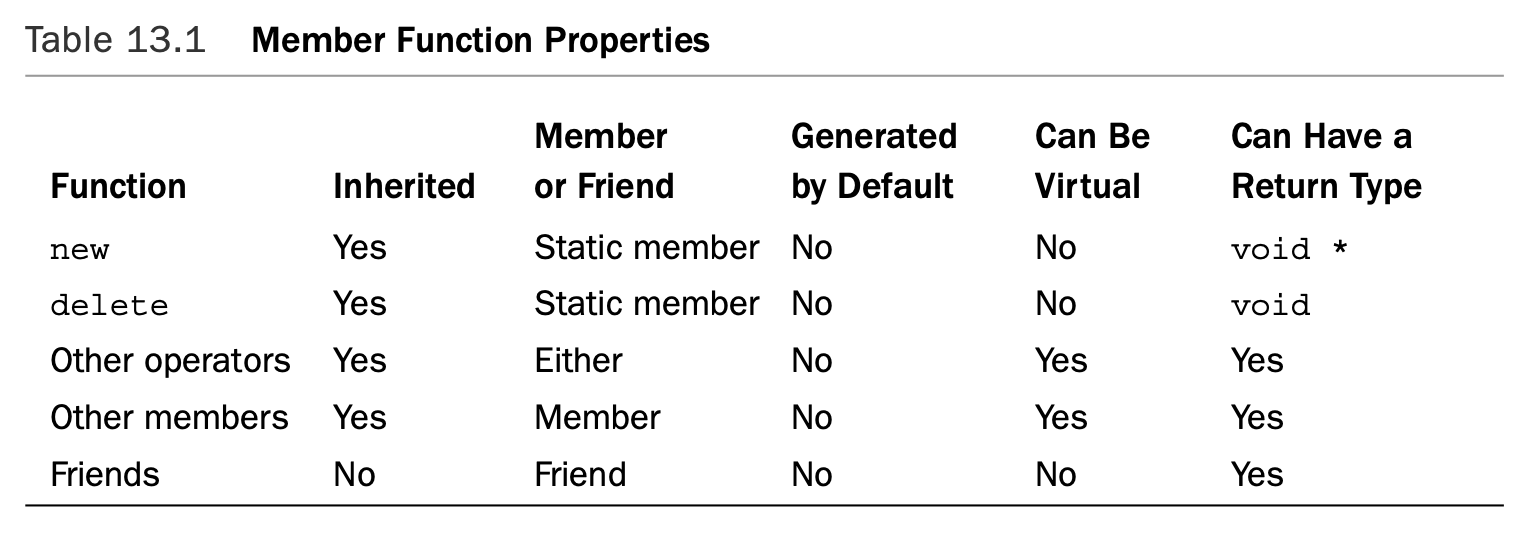 Table 13.1 Member Function Properties
Member Generated Can Be Can Have a
Function Inherited or Friend by Default Virtual Return Type
new Yes Static member No No void *
delete Yes Static member No No void
Other operators Yes Either No Yes Yes
Other members Yes Member No Yes Yes
Friends No Friend No No Yes